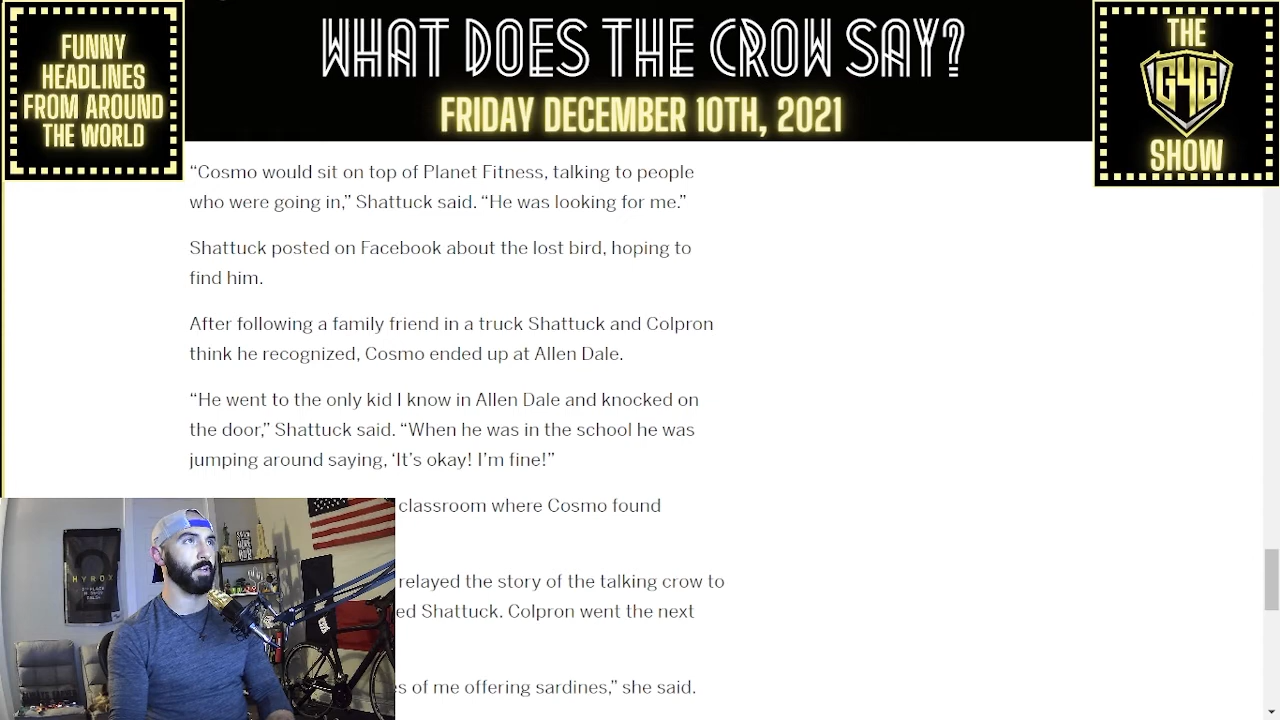 FUNNY
HEADLINES
FROM AROUND
THE WORLD
WHAT DOES THE CROW SAY?
FRIDAY DECEMBER 10TH, 2021
THE
G4G
SHOW
“Cosmo would sit on top of Planet Fitness, talking to people
who were going in,” Shattuck said. “He was looking for me.”
Shattuck posted on Facebook about the lost bird, hoping to
find him.
After following a family friend in a truck Shattuck and Colpron
think he recognized, Cosmo ended up at Allen Dale.
“He went to the only kid I know in Allen Dale and knocked on
the door,” Shattuck said. “When he was in the school he was
jumping around saying, ‘It’s okay! I’m fine!”
classroom where Cosmo found
relayed the story of the talking crow to
ed Shattuck. Colpron went the next
s of me offering sardines,” she said.
HYROX